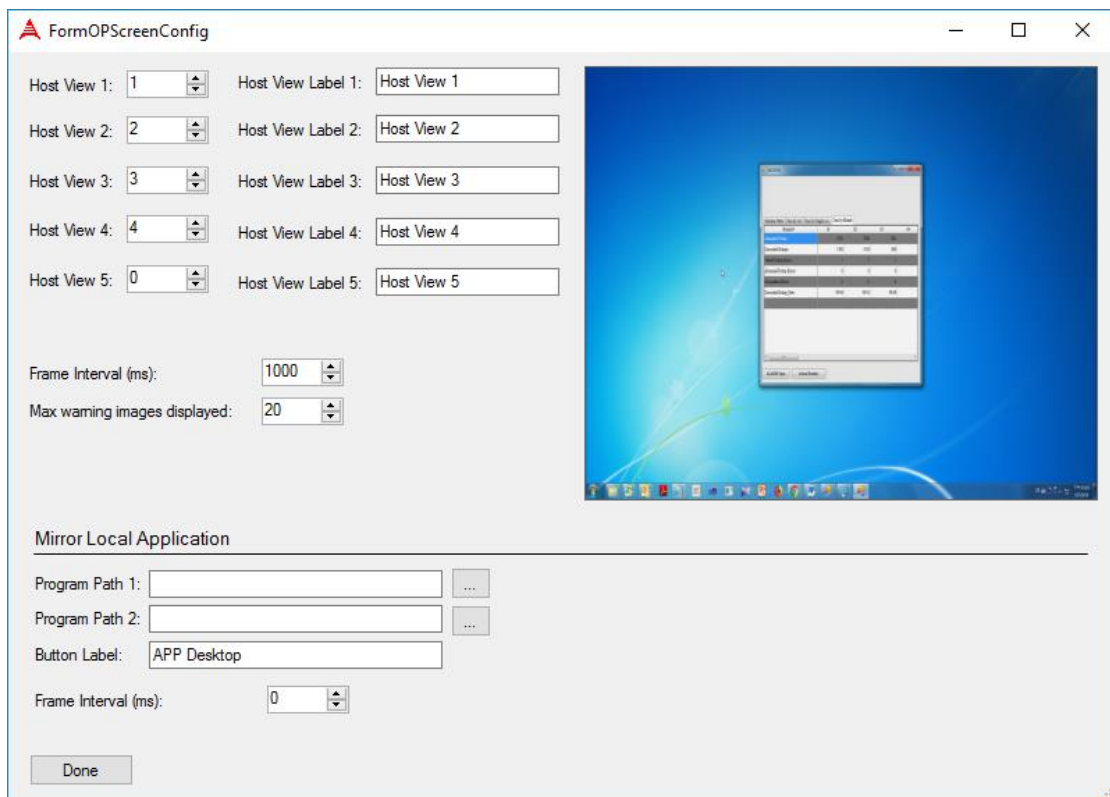 FormOPScreenConfig
Host View 1: 1 Host View Label 1: Host View 1
Host View 2: 2 Host View Label 2: Host View 2
Host View 3: 3 Host View Label 3: Host View 3
Host View 4: 4 Host View Label 4: Host View 4
Host View 5: 0 Host View Label 5: Host View 5
Frame Interval (ms): 1000
Max warning images displayed: 20
Mirror Local Application
Program Path 1: ...
Program Path 2: ...
Button Label: APP Desktop
Frame Interval (ms): 0
Done